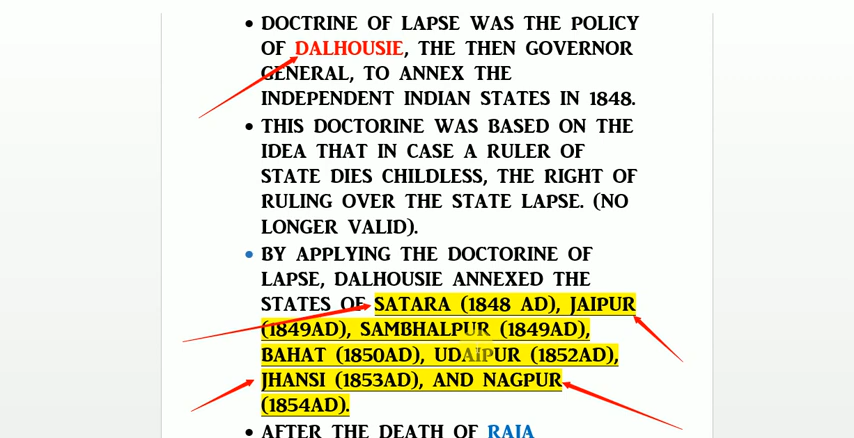 • DOCTRINE OF LAPSE WAS THE POLICY
OF DALHOUSIE, THE THEN GOVERNOR
GENERAL, TO ANNEX THE
INDEPENDENT INDIAN STATES IN 1848.
• THIS DOCTORINE WAS BASED ON THE
IDEA THAT IN CASE A RULER OF
STATE DIES CHILDLESS, THE RIGHT OF
RULING OVER THE STATE LAPSE. (NO
LONGER VALID).
• BY APPLYING THE DOCTORINE OF
LAPSE, DALHOUSIE ANNEXED THE
STATES OF SATARA (1848 AD), JAIPUR
(1849AD), SAMBHALPUR (1849AD),
BAHAT (1850AD), UDAIPUR (1852AD),
JHANSI (1853AD), AND NAGPUR
(1854AD).
• AFTER THE DEATH OF RAJA